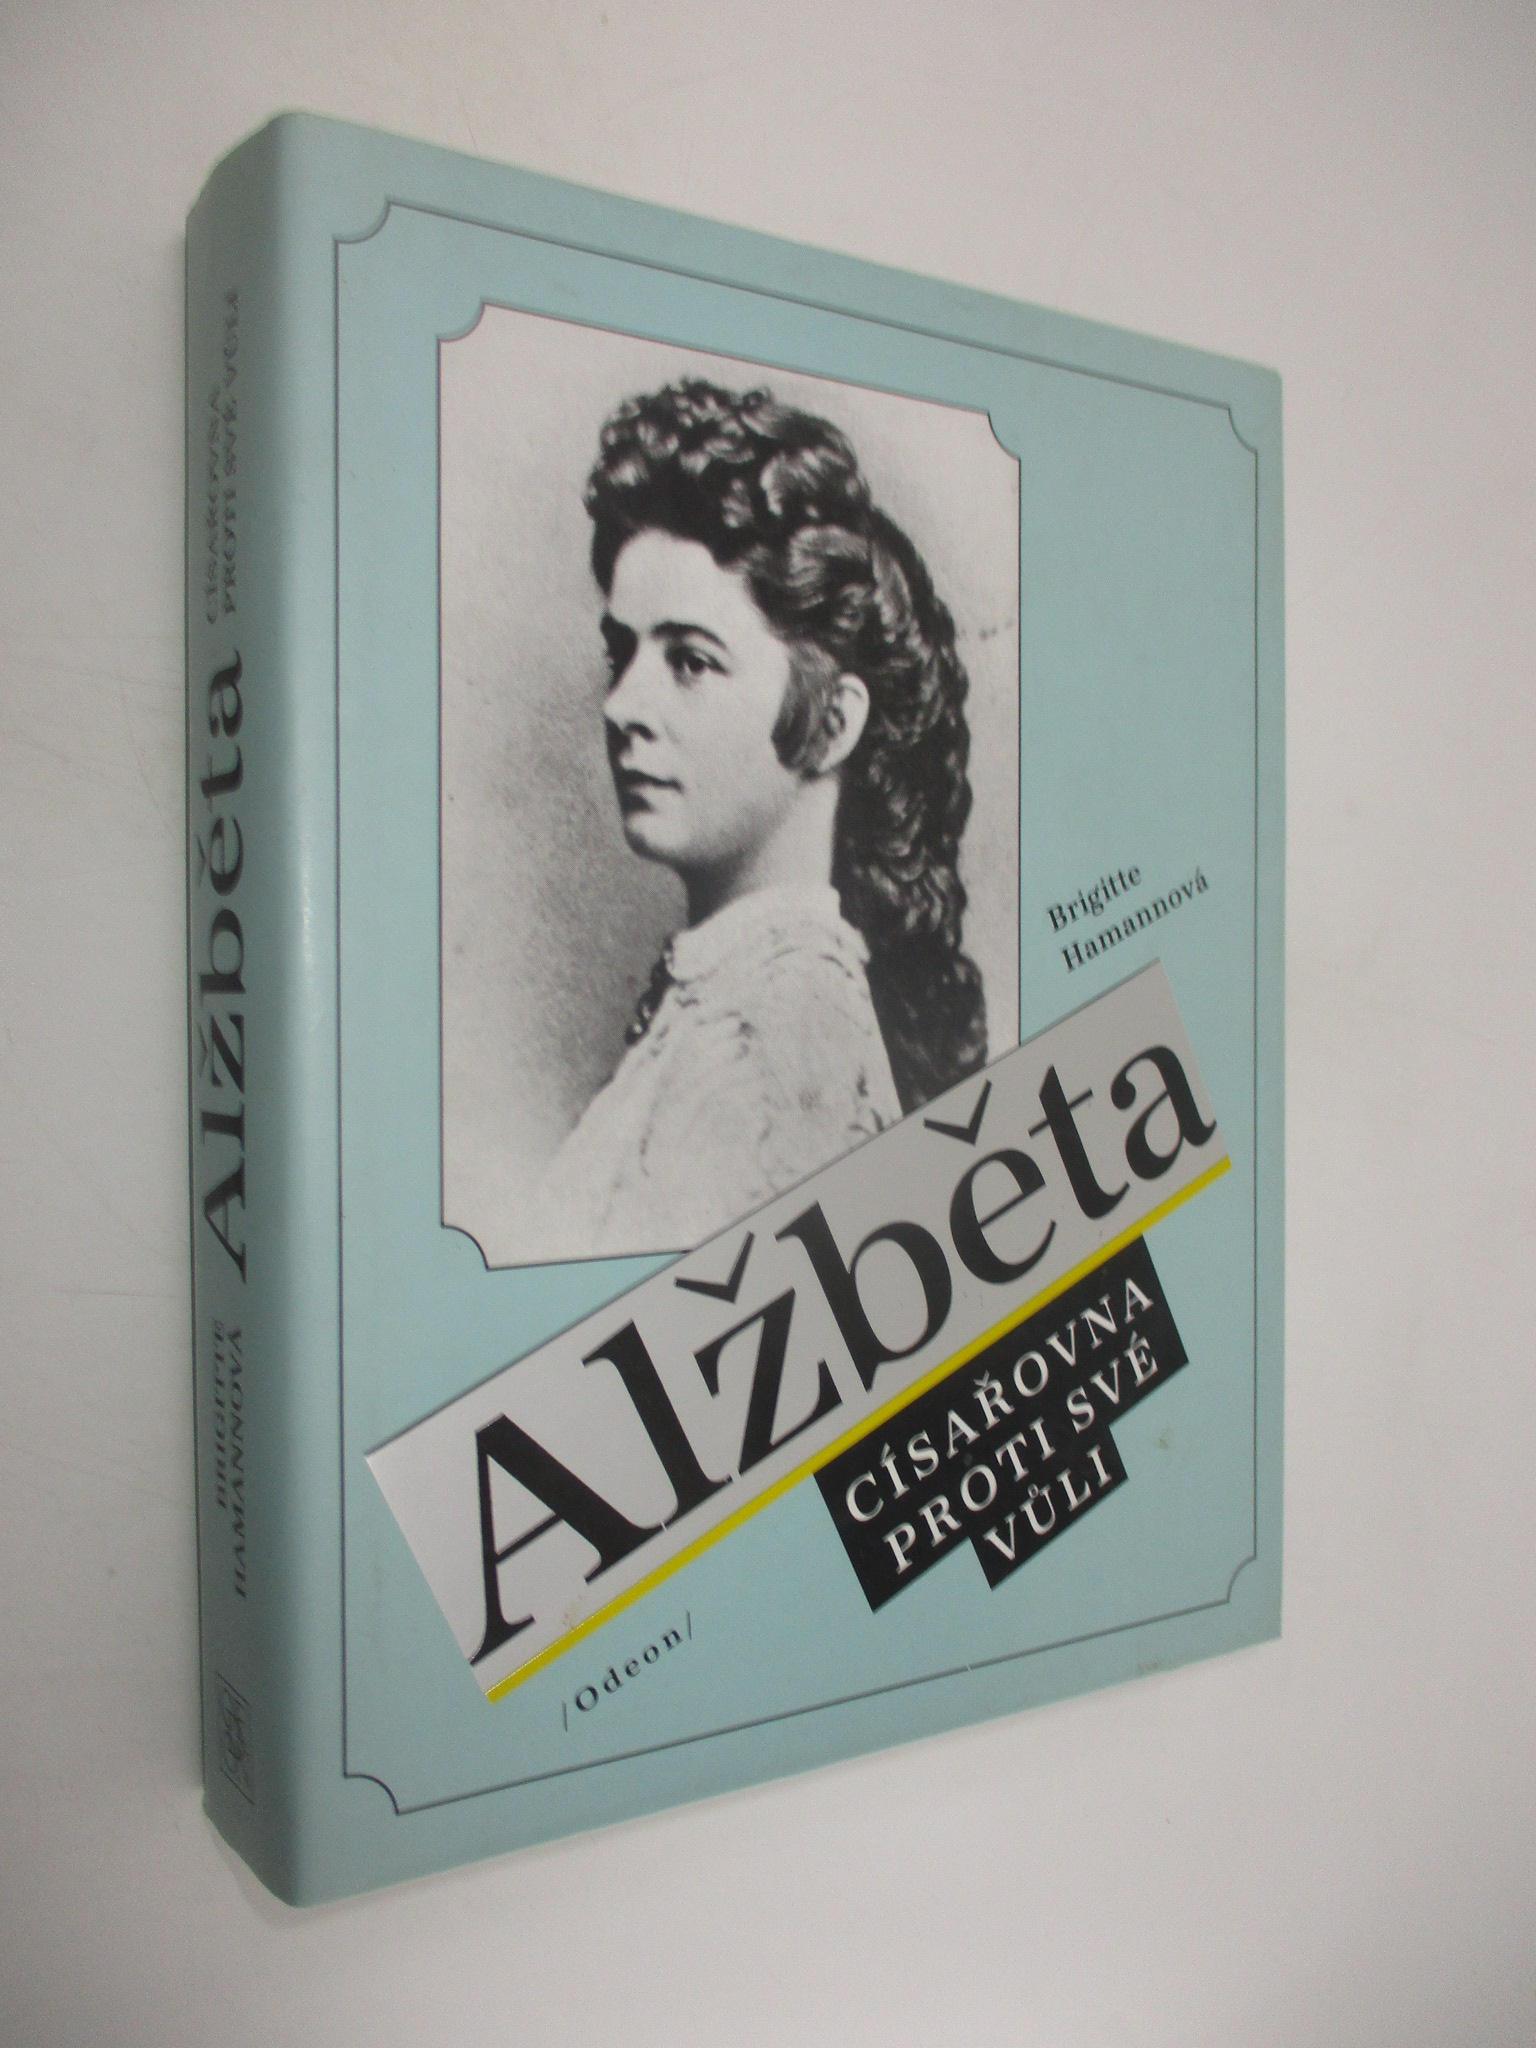 Brigitte
Hamannová
Alžběta
CÍSAŘOVNA
PROTI SVÉ
VŮLI
/Odeon/
BRIGITTE
HAMANNOVÁ
Alžběta
CÍSAŘOVNA
PROTI SVÉ VŮLI